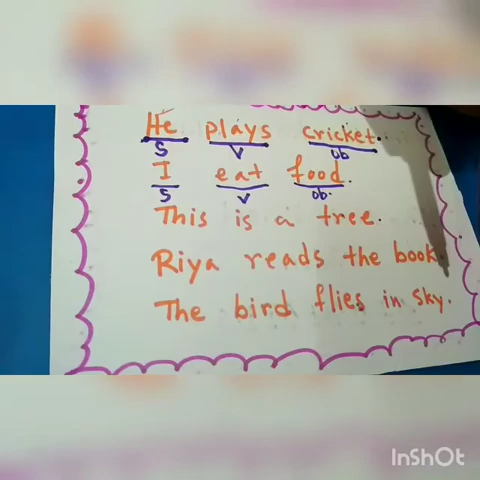 He plays cricket.
S V ob
I eat food.
S V ob.
This is a tree.
Riya reads the book.
The bird flies in sky.
InShOt